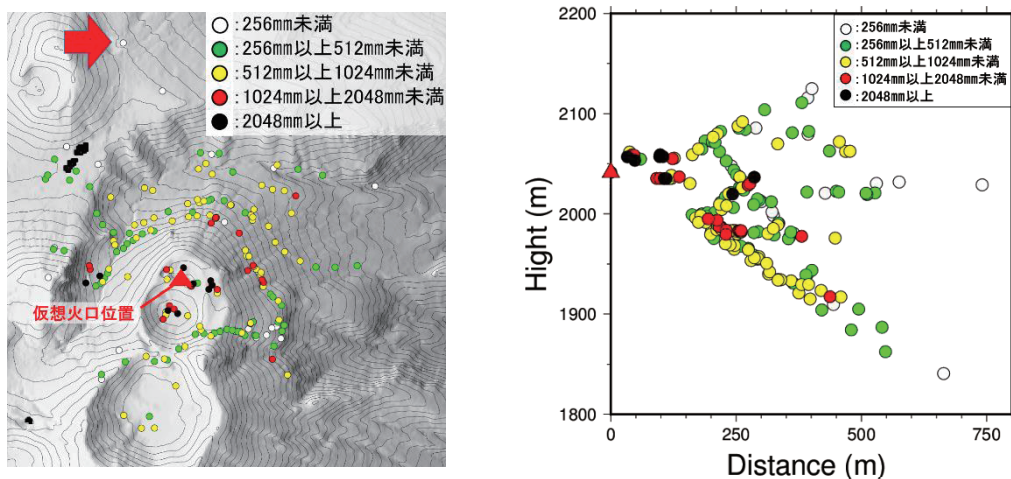 ○:256mm未満
●:256mm以上512mm未満
●:512mm以上1024mm未満
●:1024mm以上2048mm未満
●:2048mm以上
仮想火口位置
2200
2100
2000
1900
1800
Hight (m)
○:256mm未満
●:256mm以上512mm未満
●:512mm以上1024mm未満
●:1024mm以上2048mm未満
●:2048mm以上
0
250
500
750
Distance (m)